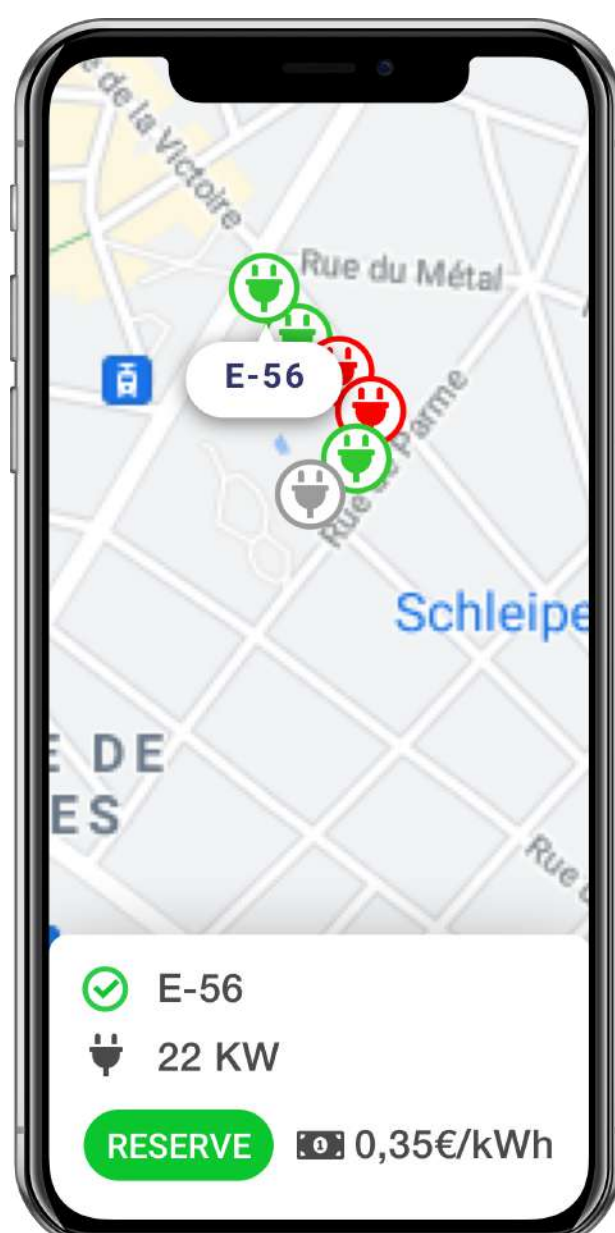 de la Victoire
Rue du Métal
E-56
Rue de Parme
Schleipe
E DE
ES
Rue
E-56
22 KW
RESERVE
1 0,35€/kWh